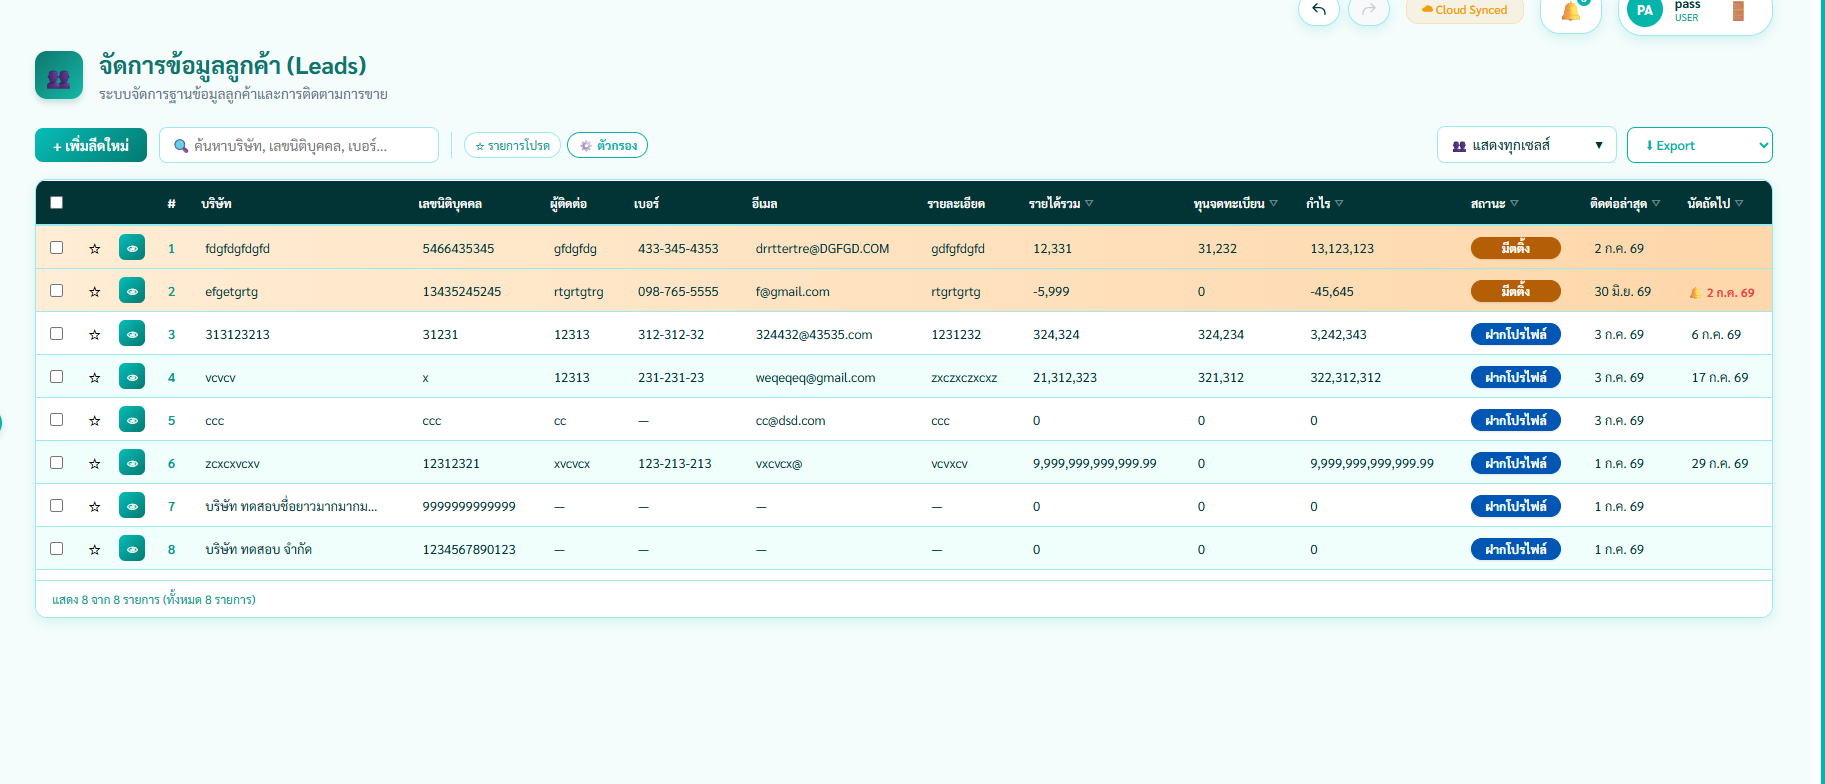 Cloud Synced
PA
pass
USER
จัดการข้อมูลลูกค้า (Leads)
ระบบจัดการฐานข้อมูลลูกค้าและการติดตามการขาย
+ เพิ่มลีดใหม่
ค้นหาบริษัท, เลขนิติบุคคล, เบอร์...
☆ รายการโปรด
ตัวกรอง
แสดงทุกเซลส์ ▼
⬇ Export
# บริษัท เลขนิติบุคคล ผู้ติดต่อ เบอร์ อีเมล รายละเอียด รายได้รวม ▽ ทุนจดทะเบียน ▽ กำไร ▽ สถานะ ▽ ติดต่อล่าสุด ▽ นัดถัดไป ▽
☆ 1 fdgfdgfdgfd 5466435345 gfdgfdg 433-345-4353 drrttertre@DGFGD.COM gdfgfdgfd 12,331 31,232 13,123,123 มีตติ้ง 2 ก.ค. 69
☆ 2 efgetgrtg 13435245245 rtgrtgtrg 098-765-5555 f@gmail.com rtgrtgrtg -5,999 0 -45,645 มีตติ้ง 30 มิ.ย. 69 2 ก.ค. 69
☆ 3 313123213 31231 12313 312-312-32 324432@43535.com 1231232 324,324 324,234 3,242,343 ฝากโปรไฟล์ 3 ก.ค. 69 6 ก.ค. 69
☆ 4 vcvcv x 12313 231-231-23 weqeqeq@gmail.com zxczxczxcxz 21,312,323 321,312 322,312,312 ฝากโปรไฟล์ 3 ก.ค. 69 17 ก.ค. 69
☆ 5 ccc ccc cc — cc@dsd.com ccc 0 0 0 ฝากโปรไฟล์ 3 ก.ค. 69
☆ 6 zcxcxvcxv 12312321 xvcvcx 123-213-213 vxcvcx@ vcvxcv 9,999,999,999,999.99 0 9,999,999,999,999.99 ฝากโปรไฟล์ 1 ก.ค. 69 29 ก.ค. 69
☆ 7 บริษัท ทดสอบชื่อยาวมากมากม... 9999999999999 — — — — 0 0 0 ฝากโปรไฟล์ 1 ก.ค. 69
☆ 8 บริษัท ทดสอบ จำกัด 1234567890123 — — — — 0 0 0 ฝากโปรไฟล์ 1 ก.ค. 69
แสดง 8 จาก 8 รายการ (ทั้งหมด 8 รายการ)